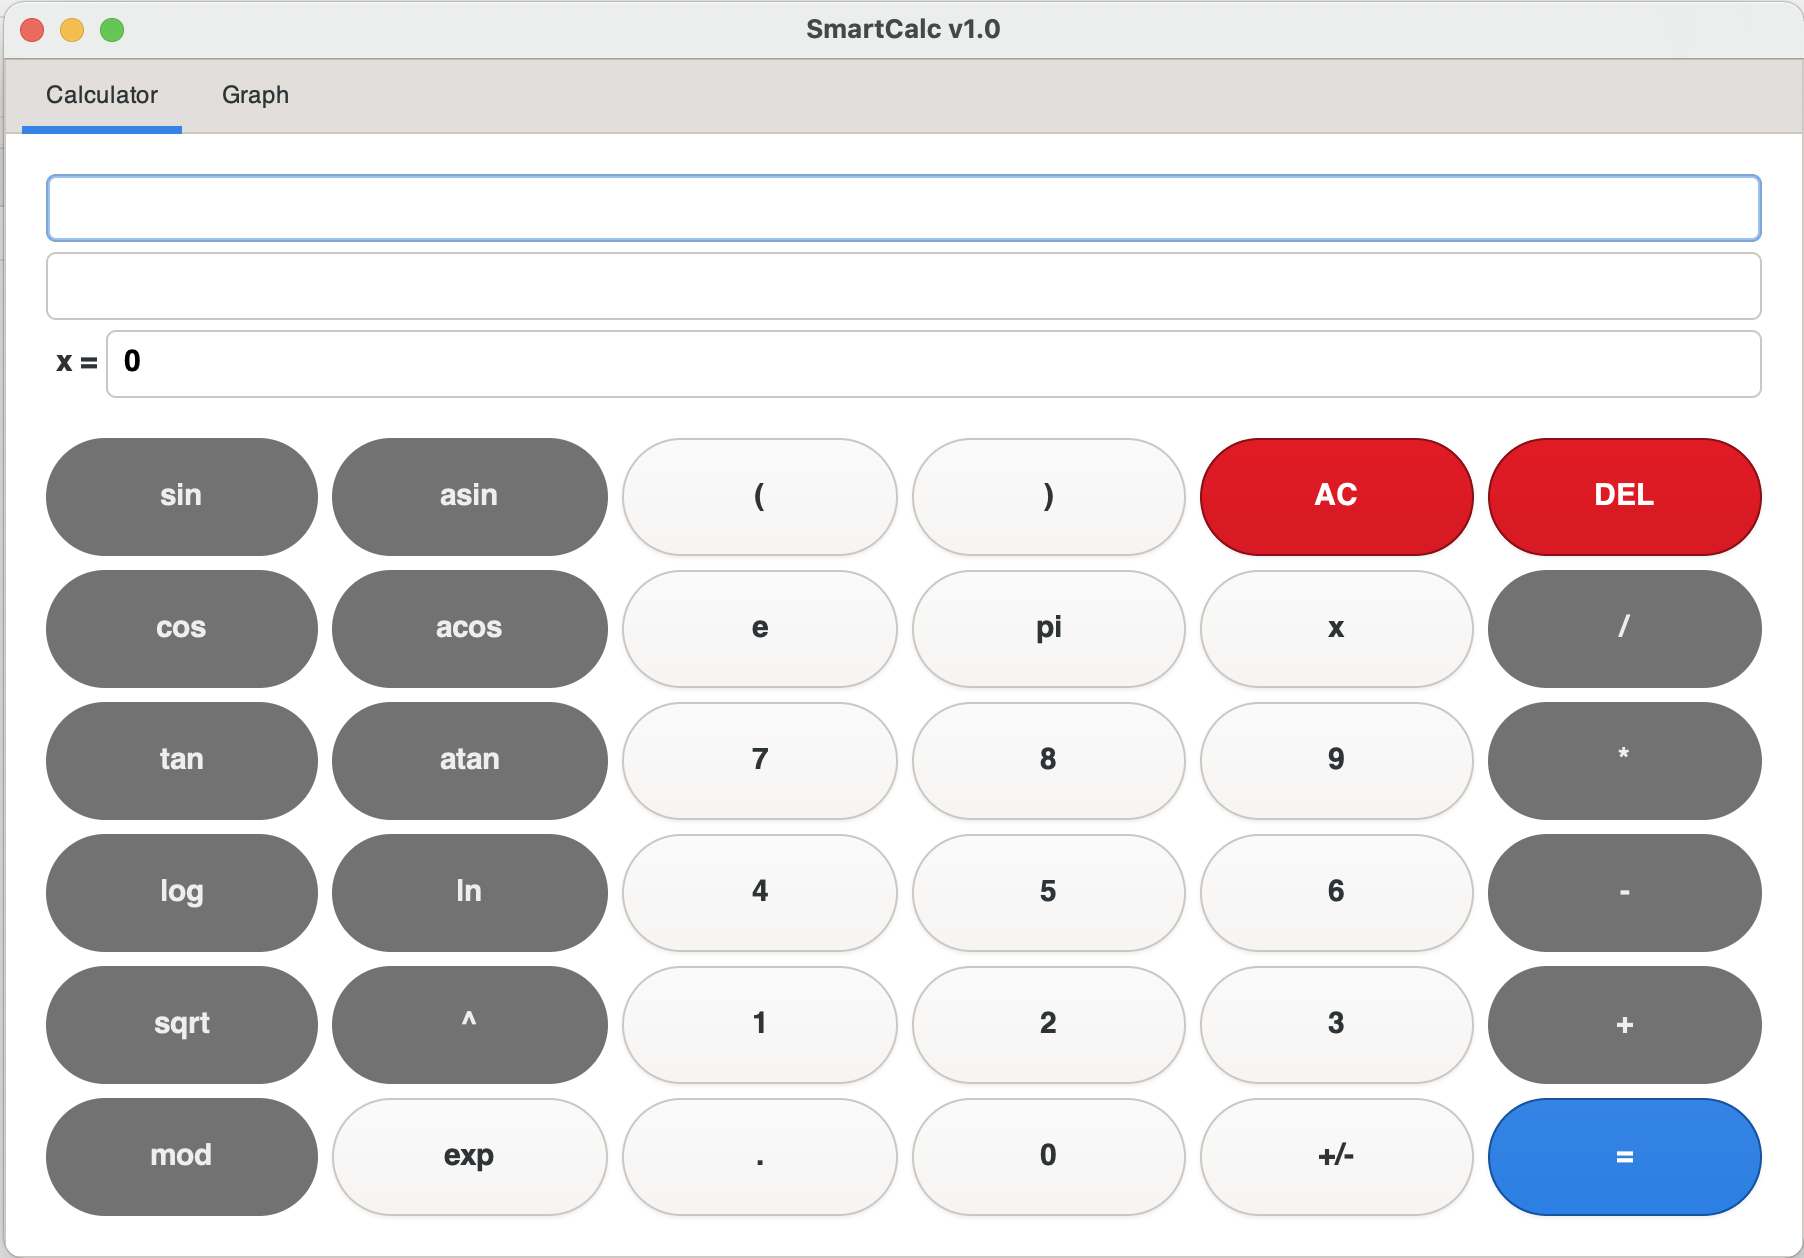 SmartCalc v1.0
Calculator Graph
x = 0
sin asin ( ) AC DEL
cos acos e pi x /
tan atan 7 8 9 *
log ln 4 5 6 -
sqrt ^ 1 2 3 +
mod exp . 0 +/- =